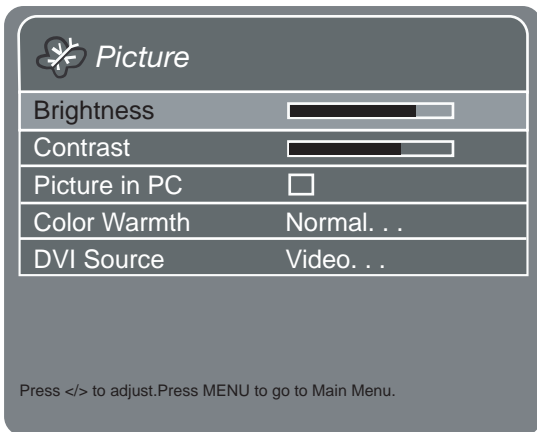 Picture
Brightness
Contrast
Picture in PC
Color Warmth Normal. . .
DVI Source Video. . .
Press </> to adjust.Press MENU to go to Main Menu.